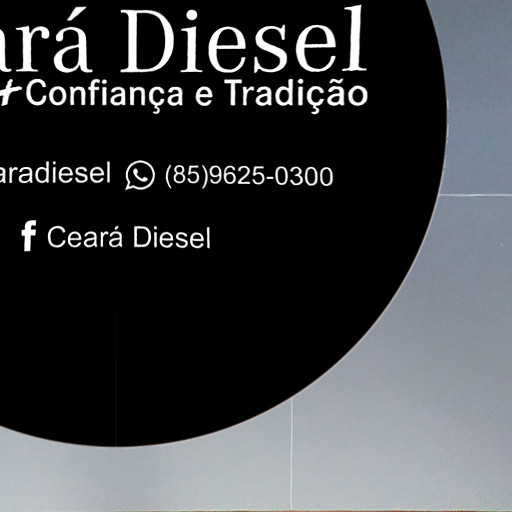 ará Diesel
+Confiança e Tradição
aradiesel (85)9625-0300
f Ceará Diesel